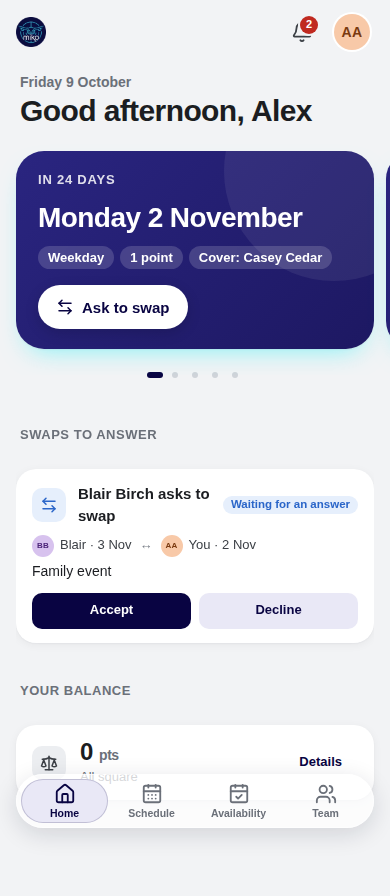 miko
2
AA
Friday 9 October
Good afternoon, Alex
IN 24 DAYS
Monday 2 November
Weekday
1 point
Cover: Casey Cedar
Ask to swap
SWAPS TO ANSWER
Blair Birch asks to swap
Waiting for an answer
BB Blair · 3 Nov ↔ AA You · 2 Nov
Family event
Accept
Decline
YOUR BALANCE
0 pts
All square
Details
Home
Schedule
Availability
Team